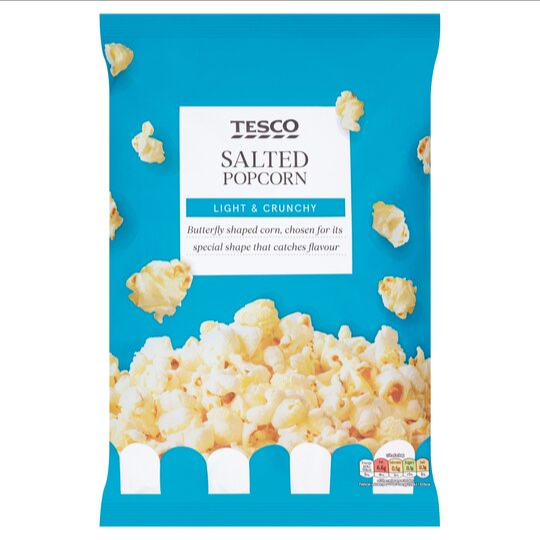 TESCO
SALTED
POPCORN
LIGHT & CRUNCHY
Butterfly shaped corn, chosen for its
special shape that catches flavour